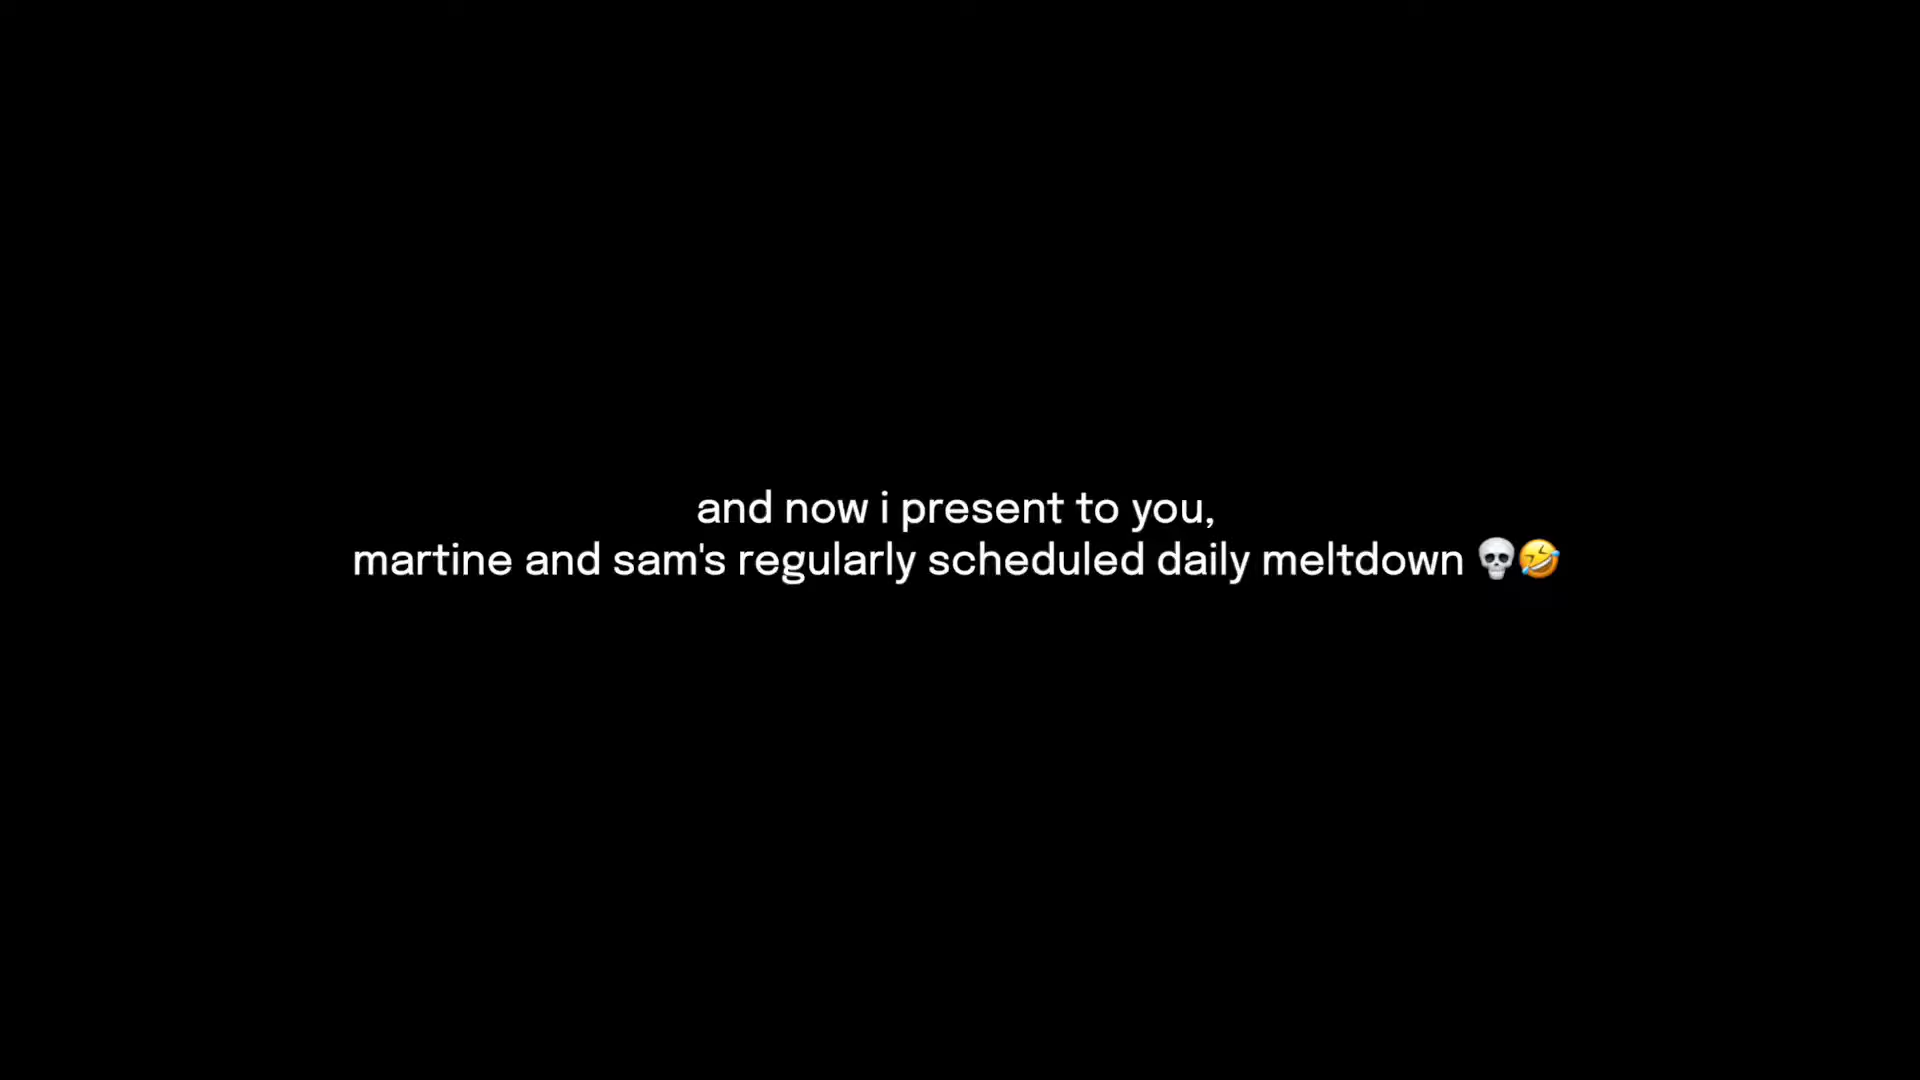 and now i present to you,
martine and sam's regularly scheduled daily meltdown 💀🤣